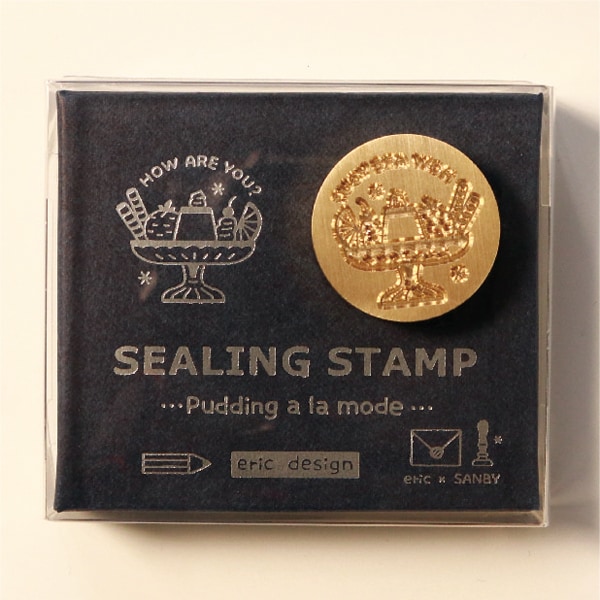 HOW ARE YOU?
SEALING STAMP
···Pudding a la mode···
eric design
eric × SANBY